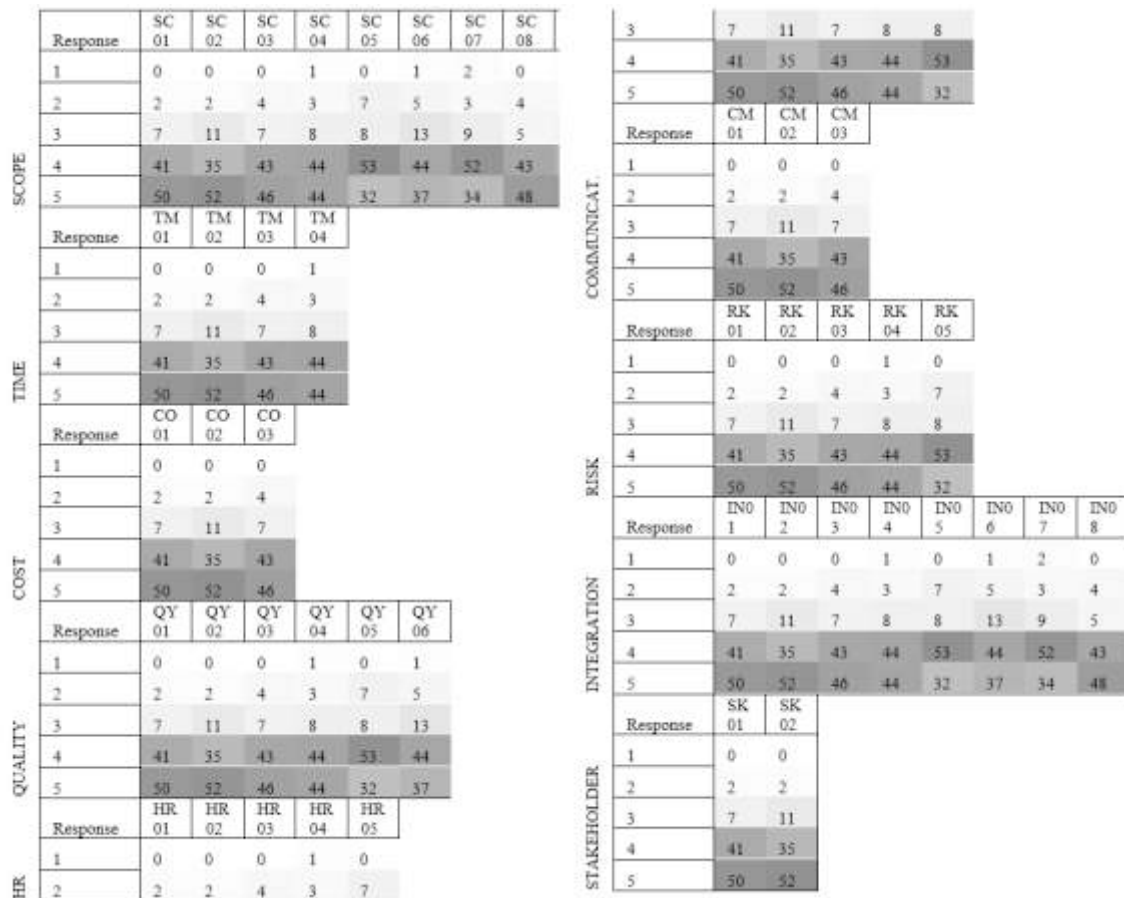 SC SC SC SC SC SC SC SC
Response 01 02 03 04 05 06 07 08
1 0 0 0 1 0 1 2 0
2 2 2 4 3 7 5 3 4
3 7 11 7 8 8 13 9 5
4 41 35 43 44 53 44 52 43
5 50 52 46 44 32 37 34 48
SCOPE
TM TM TM TM
Response 01 02 03 04
1 0 0 0 1
2 2 2 4 3
3 7 11 7 8
4 41 35 43 44
5 50 52 46 44
TIME
CO CO CO
Response 01 02 03
1 0 0 0
2 2 2 4
3 7 11 7
4 41 35 43
5 50 52 46
COST
QY QY QY QY QY QY
Response 01 02 03 04 05 06
1 0 0 0 1 0 1
2 2 2 4 3 7 5
3 7 11 7 8 8 13
4 41 35 43 44 53 44
5 50 52 46 44 32 37
QUALITY
HR HR HR HR HR
Response 01 02 03 04 05
1 0 0 0 1 0
2 2 2 4 3 7
HR
3 7 11 7 8 8
4 41 35 43 44 53
5 50 52 46 44 32
CM CM CM
Response 01 02 03
1 0 0 0
2 2 2 4
3 7 11 7
4 41 35 43
5 50 52 46
COMMUNICAT.
RK RK RK RK RK
Response 01 02 03 04 05
1 0 0 0 1 0
2 2 2 4 3 7
3 7 11 7 8 8
4 41 35 43 44 53
5 50 52 46 44 32
RISK
IN0 IN0 IN0 IN0 IN0 IN0 IN0 IN0
Response 1 2 3 4 5 6 7 8
1 0 0 0 1 0 1 2 0
2 2 2 4 3 7 5 3 4
3 7 11 7 8 8 13 9 5
4 41 35 43 44 53 44 52 43
5 50 52 46 44 32 37 34 48
INTEGRATION
SK SK
Response 01 02
1 0 0
2 2 2
3 7 11
4 41 35
5 50 52
STAKEHOLDER